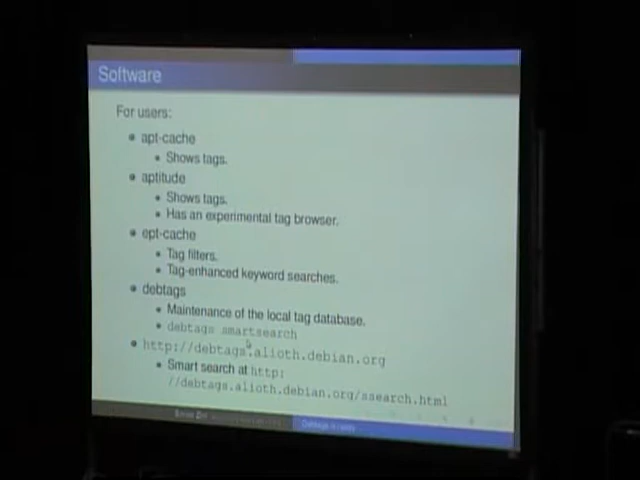 Software
For users:
apt-cache
Shows tags.
aptitude
Shows tags.
Has an experimental tag browser.
ept-cache
Tag filters.
Tag-enhanced keyword searches.
debtags
Maintenance of the local tag database.
debtags smartsearch
http://debtags.alioth.debian.org
Smart search at http:
//debtags.alioth.debian.org/ssearch.html